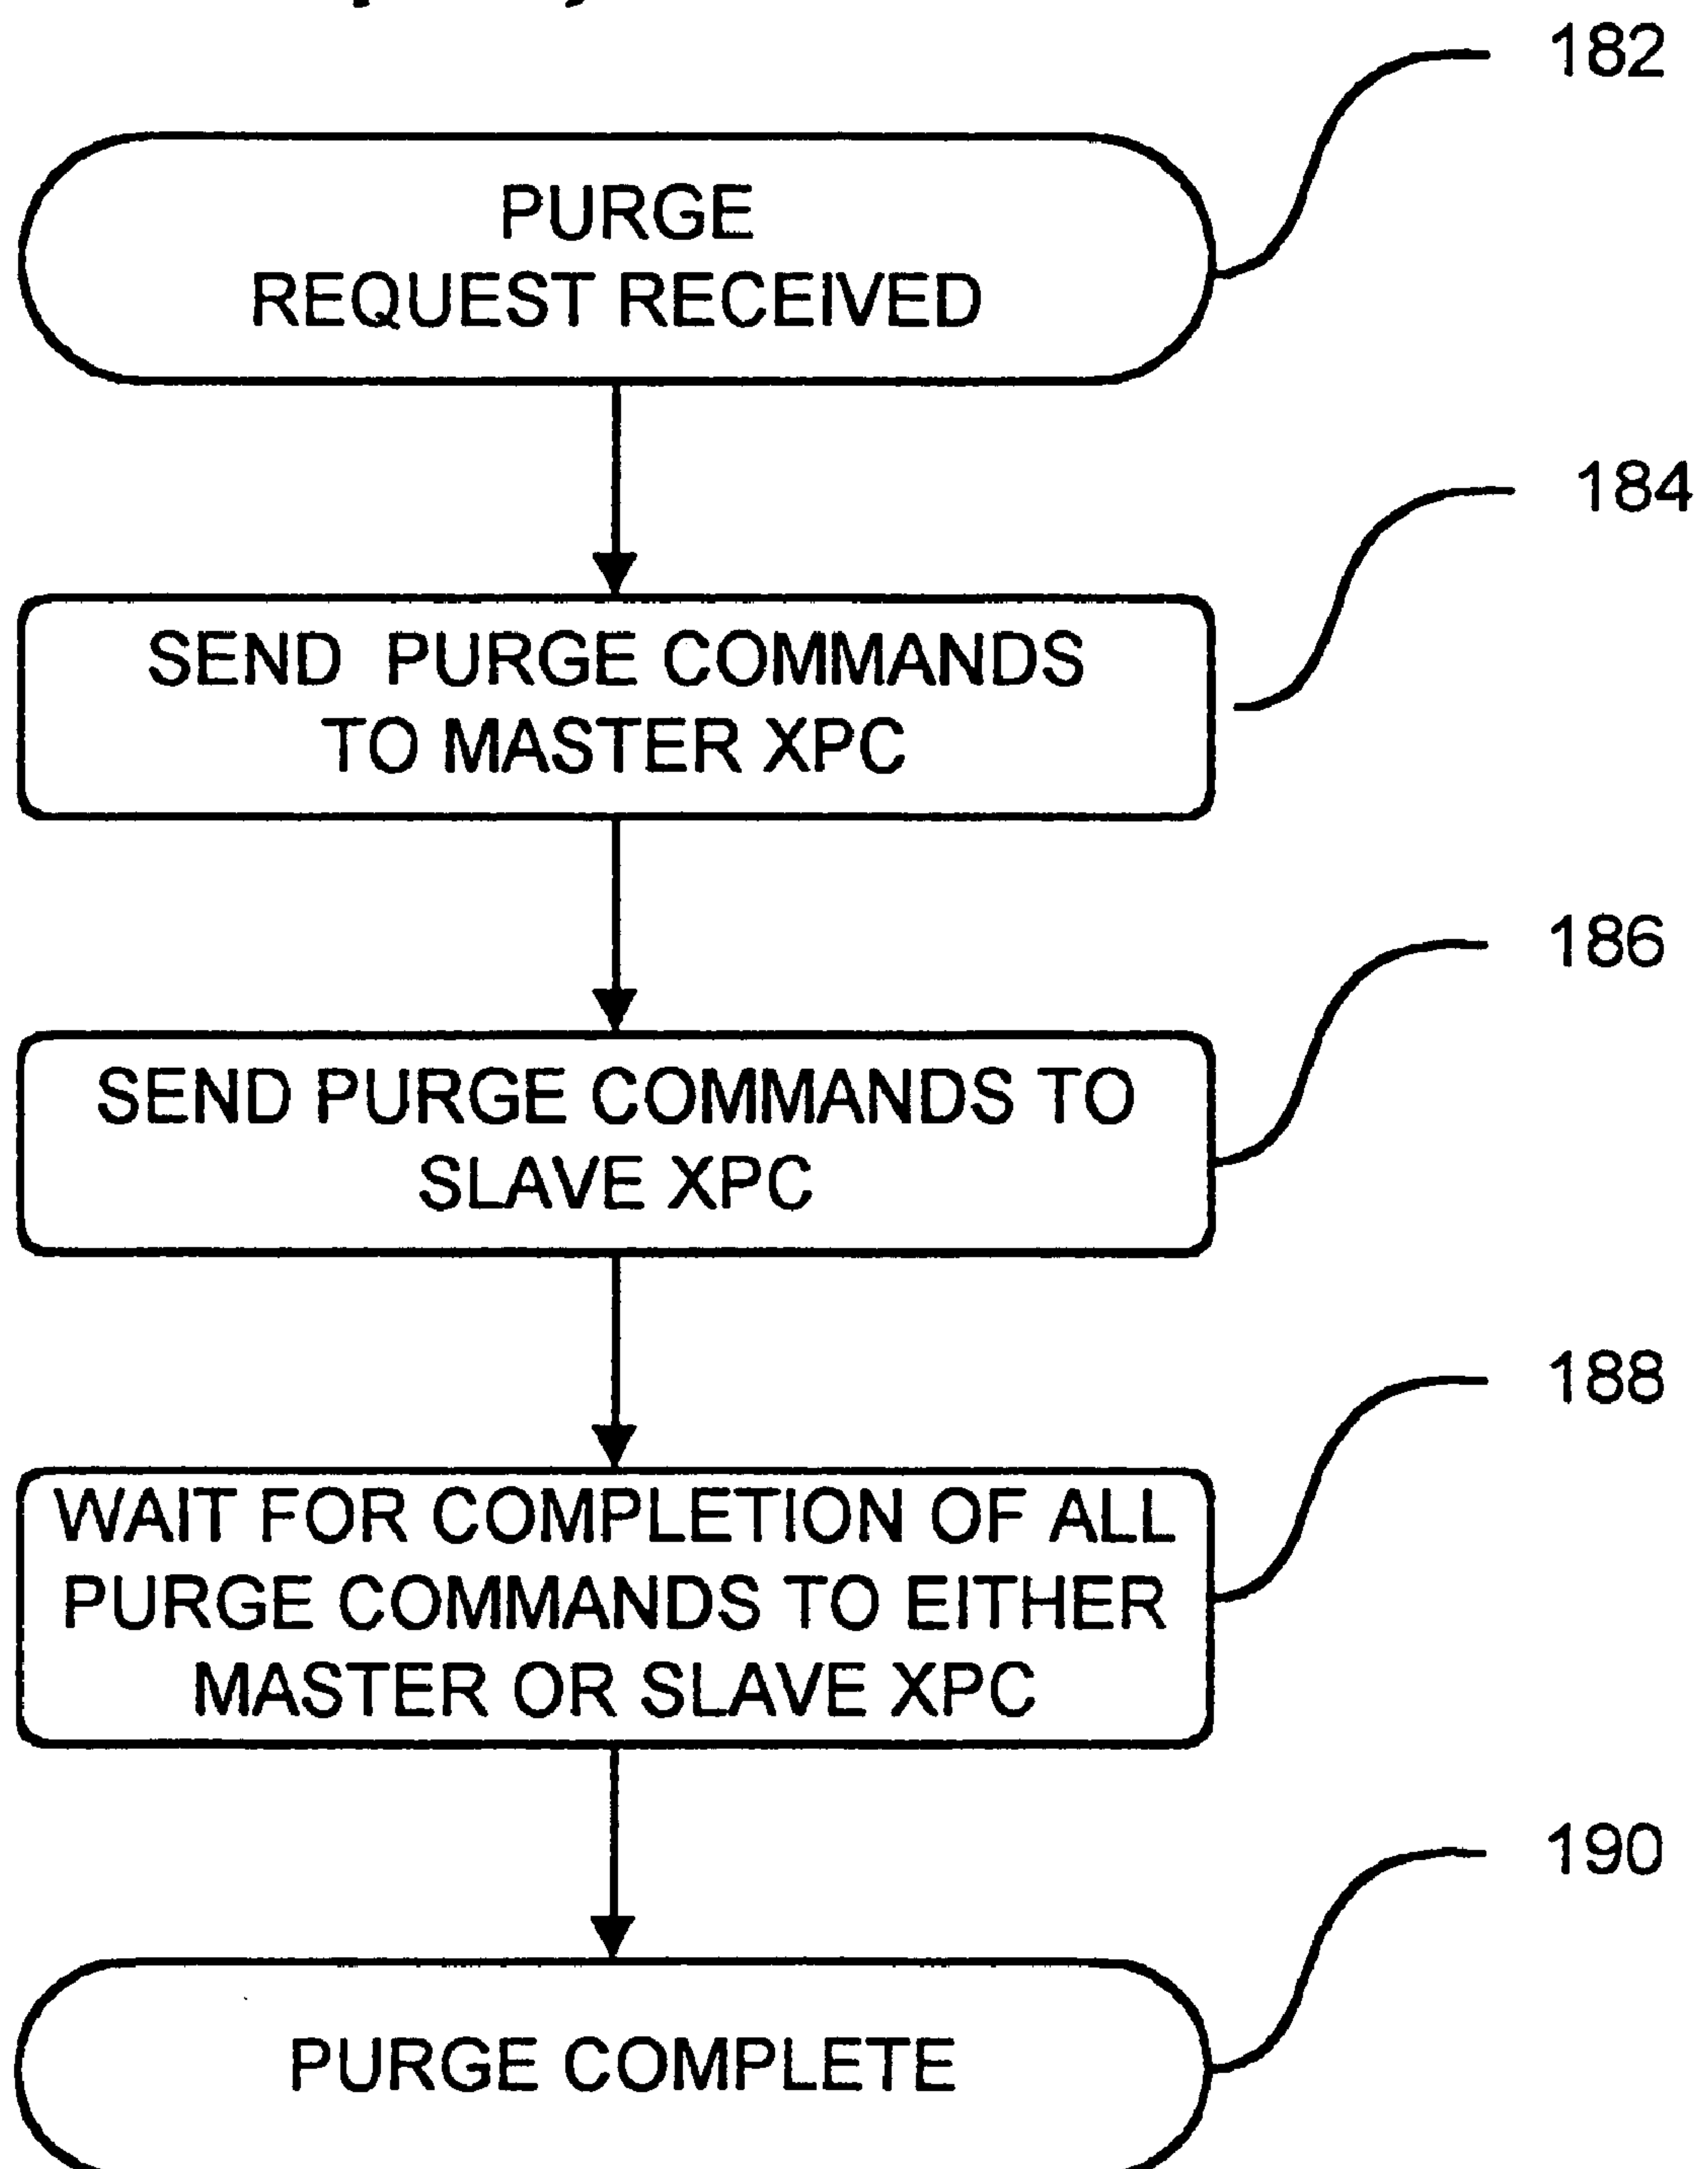 182
PURGE
REQUEST RECEIVED
184
SEND PURGE COMMANDS
TO MASTER XPC
186
SEND PURGE COMMANDS TO
SLAVE XPC
188
WAIT FOR COMPLETION OF ALL
PURGE COMMANDS TO EITHER
MASTER OR SLAVE XPC
190
PURGE COMPLETE